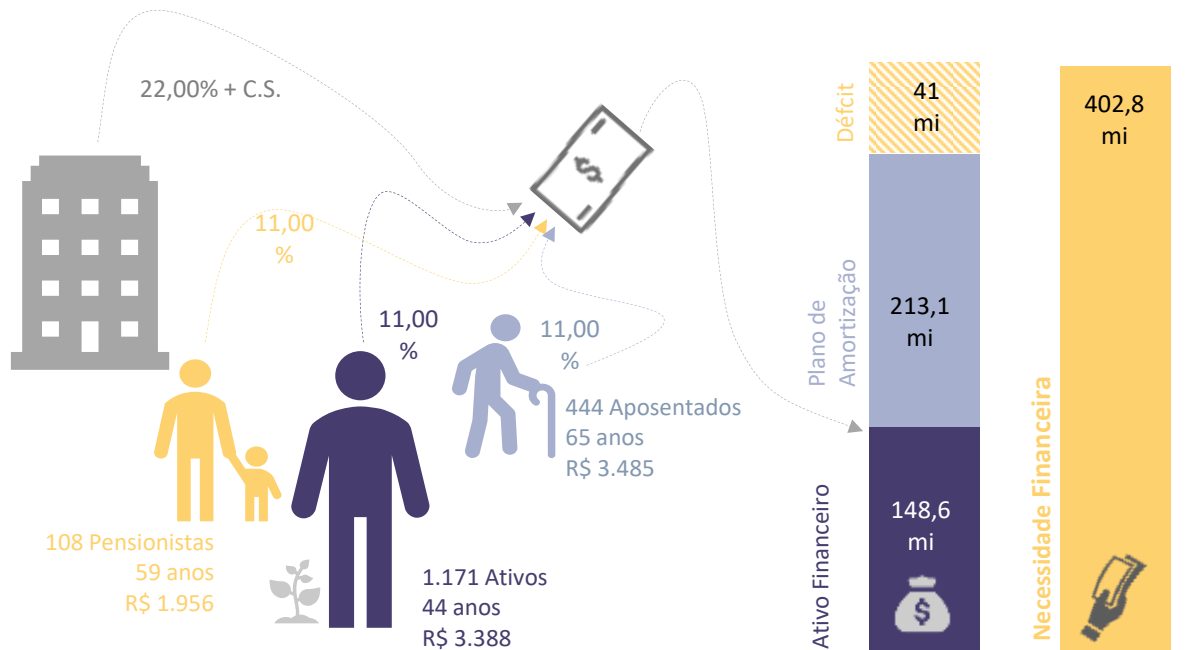 22,00% + C.S.
11,00
%
11,00
%
11,00
%
444 Aposentados
65 anos
R$ 3.485
108 Pensionistas
59 anos
R$ 1.956
1.171 Ativos
44 anos
R$ 3.388
Défcit
41
mi
Plano de
Amortização
213,1
mi
Ativo Financeiro
148,6
mi
$
Necessidade Financeira
402,8
mi
$